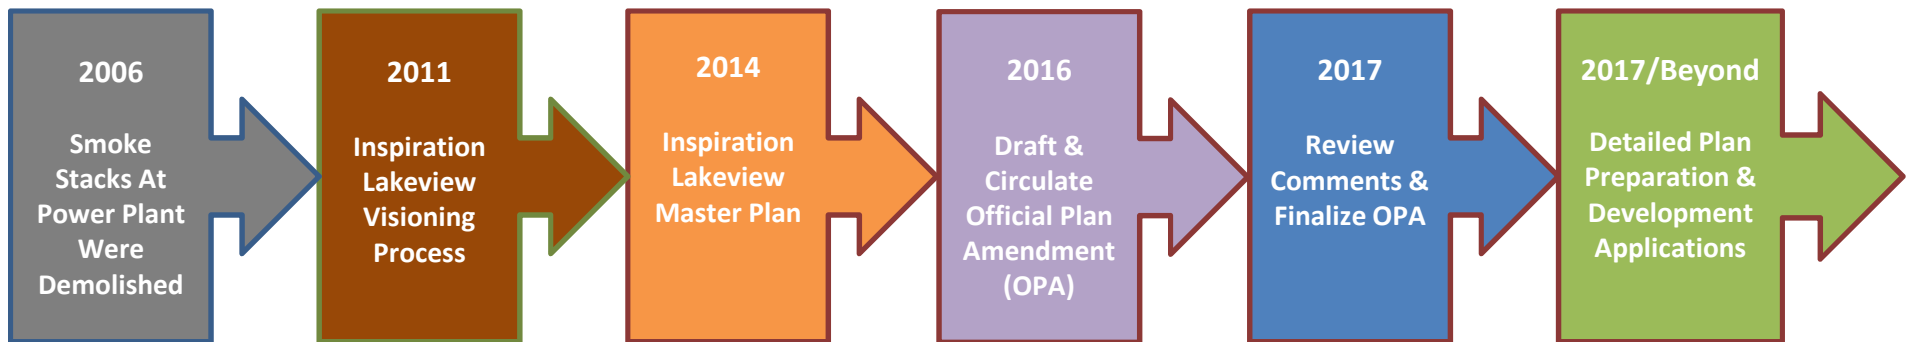 2006
Smoke
Stacks At
Power Plant
Were
Demolished
2011
Inspiration
Lakeview
Visioning
Process
2014
Inspiration
Lakeview
Master Plan
2016
Draft &
Circulate
Official Plan
Amendment
(OPA)
2017
Review
Comments &
Finalize OPA
2017/Beyond
Detailed Plan
Preparation &
Development
Applications